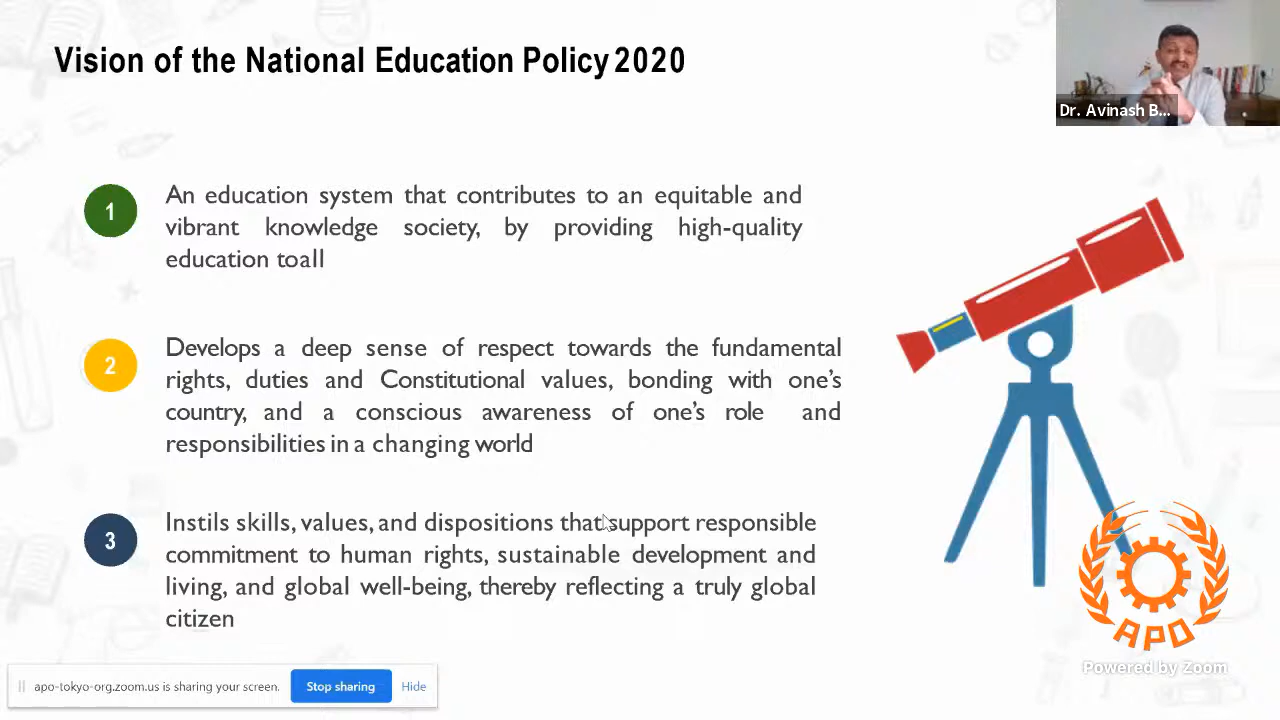 Vision of the National Education Policy 2020
Dr. Avinash B...
1
An education system that contributes to an equitable and
vibrant knowledge society, by providing high-quality
education toall
2
Develops a deep sense of respect towards the fundamental
rights, duties and Constitutional values, bonding with one's
country, and a conscious awareness of one's role and
responsibilities in a changing world
3
Instils skills, values, and dispositions that support responsible
commitment to human rights, sustainable development and
living, and global well-being, thereby reflecting a truly global
citizen
APO
Powered by Zoom
apo-tokyo-org.zoom.us is sharing your screen.
Stop sharing
Hide